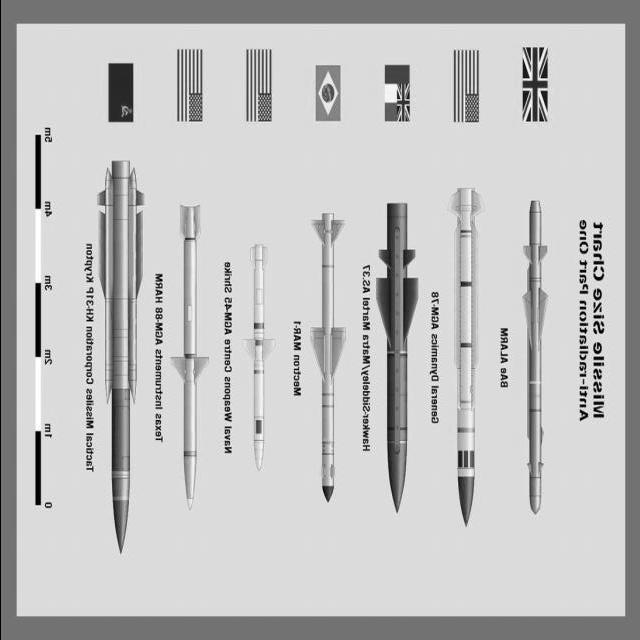 Missile Size Chart
Anti-radiation Part One
BAe ALARM
General Dynamics AGM-78
Hawker-Siddeley/Matra Martel AS.37
Mectron MAR-1
Naval Weapons Centre AGM-45 Shrike
Texas Instruments AGM-88 HARM
Tactical Missiles Corporation KH-31P Krypton
0
1m
2m
3m
4m
5m